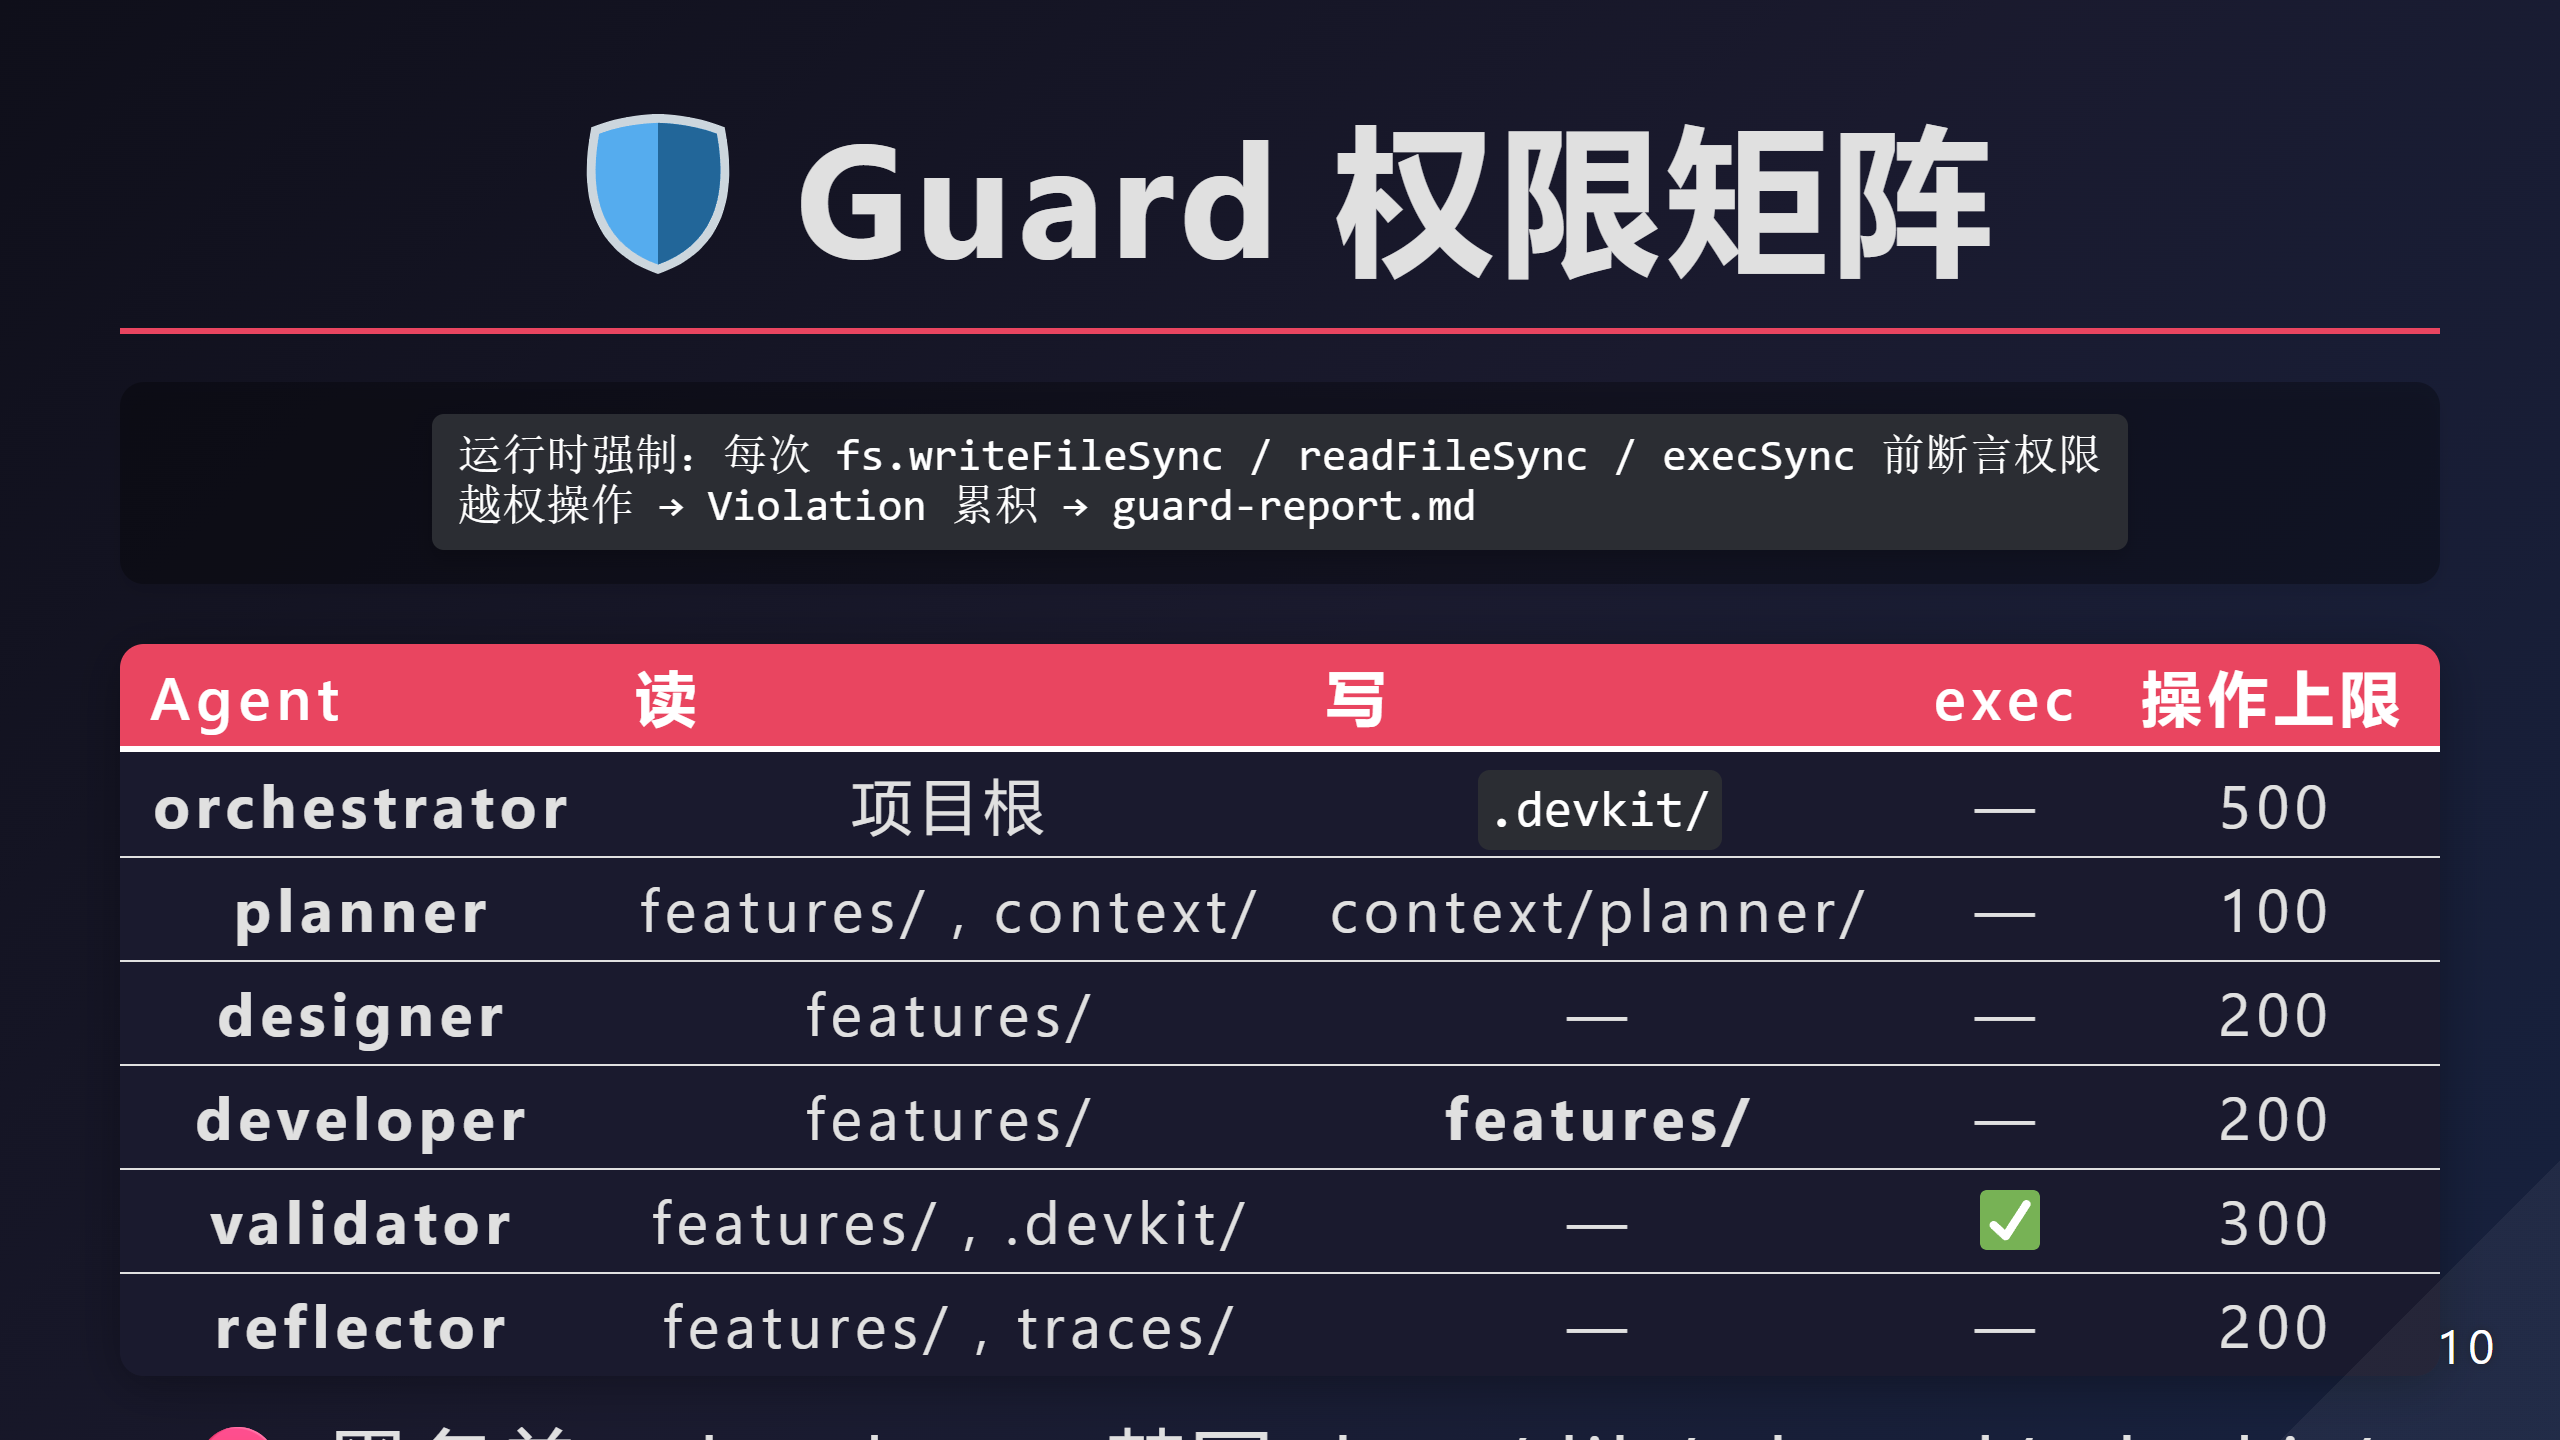 Guard 权限矩阵
运行时强制：每次 fs.writeFileSync / readFileSync / execSync 前断言权限
越权操作 → Violation 累积 → guard-report.md
Agent 读 写 exec 操作上限
orchestrator 项目根 .devkit/ — 500
planner features/ , context/ context/planner/ — 100
designer features/ — — 200
developer features/ features/ — 200
validator features/ , .devkit/ — ✅ 300
reflector features/ , traces/ — — 200
10